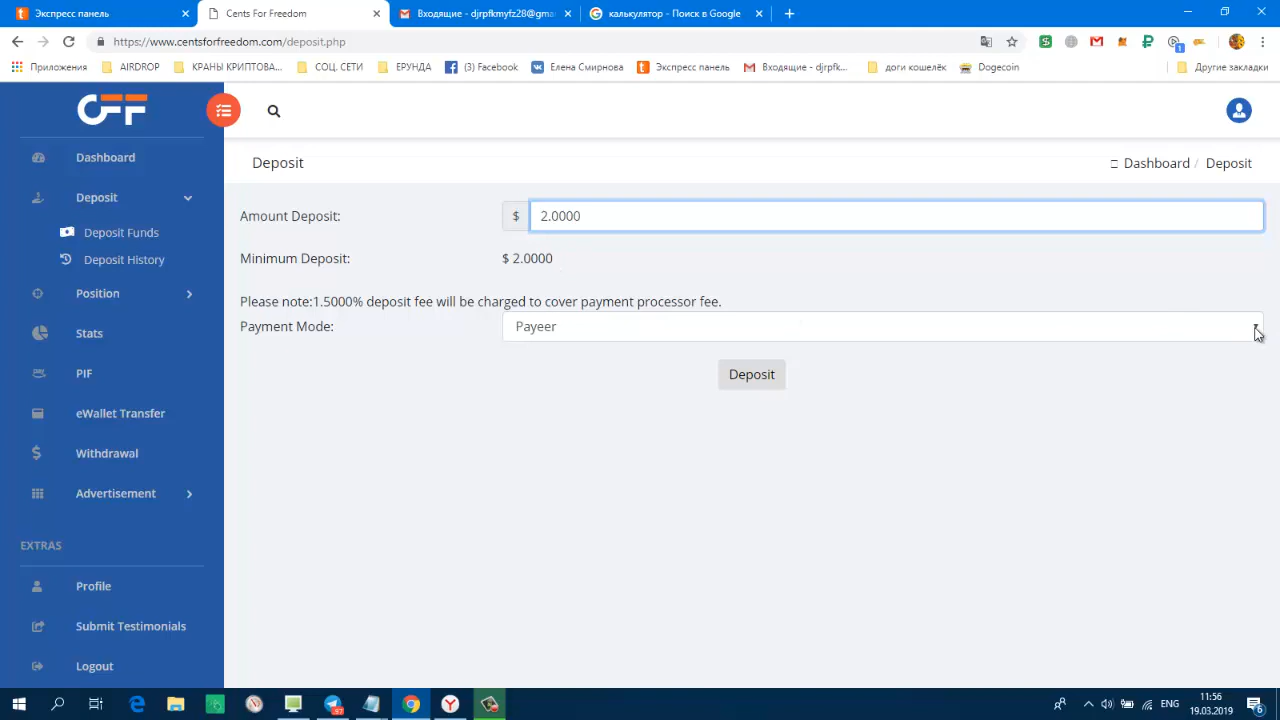 Экспресс панель
Cents For Freedom
Входящие - djrpfkmyfz28@gma
калькулятор - Поиск в Google
https://www.centsforfreedom.com/deposit.php
1
Приложения
AIRDROP
КРАНЫ КРИПТОВА...
СОЦ. СЕТИ
ЕРУНДА
(3) Facebook
Елена Смирнова
Экспресс панель
Входящие - djrpfk...
доги кошелёк
Dogecoin
Другие закладки
CFF
Dashboard
Deposit
Deposit Funds
Deposit History
Position
Stats
PIF
eWallet Transfer
Withdrawal
Advertisement
EXTRAS
Profile
Submit Testimonials
Logout
Deposit
Dashboard / Deposit
Amount Deposit:
$ 2.0000
Minimum Deposit:
$ 2.0000
Please note:1.5000% deposit fee will be charged to cover payment processor fee.
Payment Mode:
Payeer
Deposit
37
ENG
11:56
19.03.2019
6